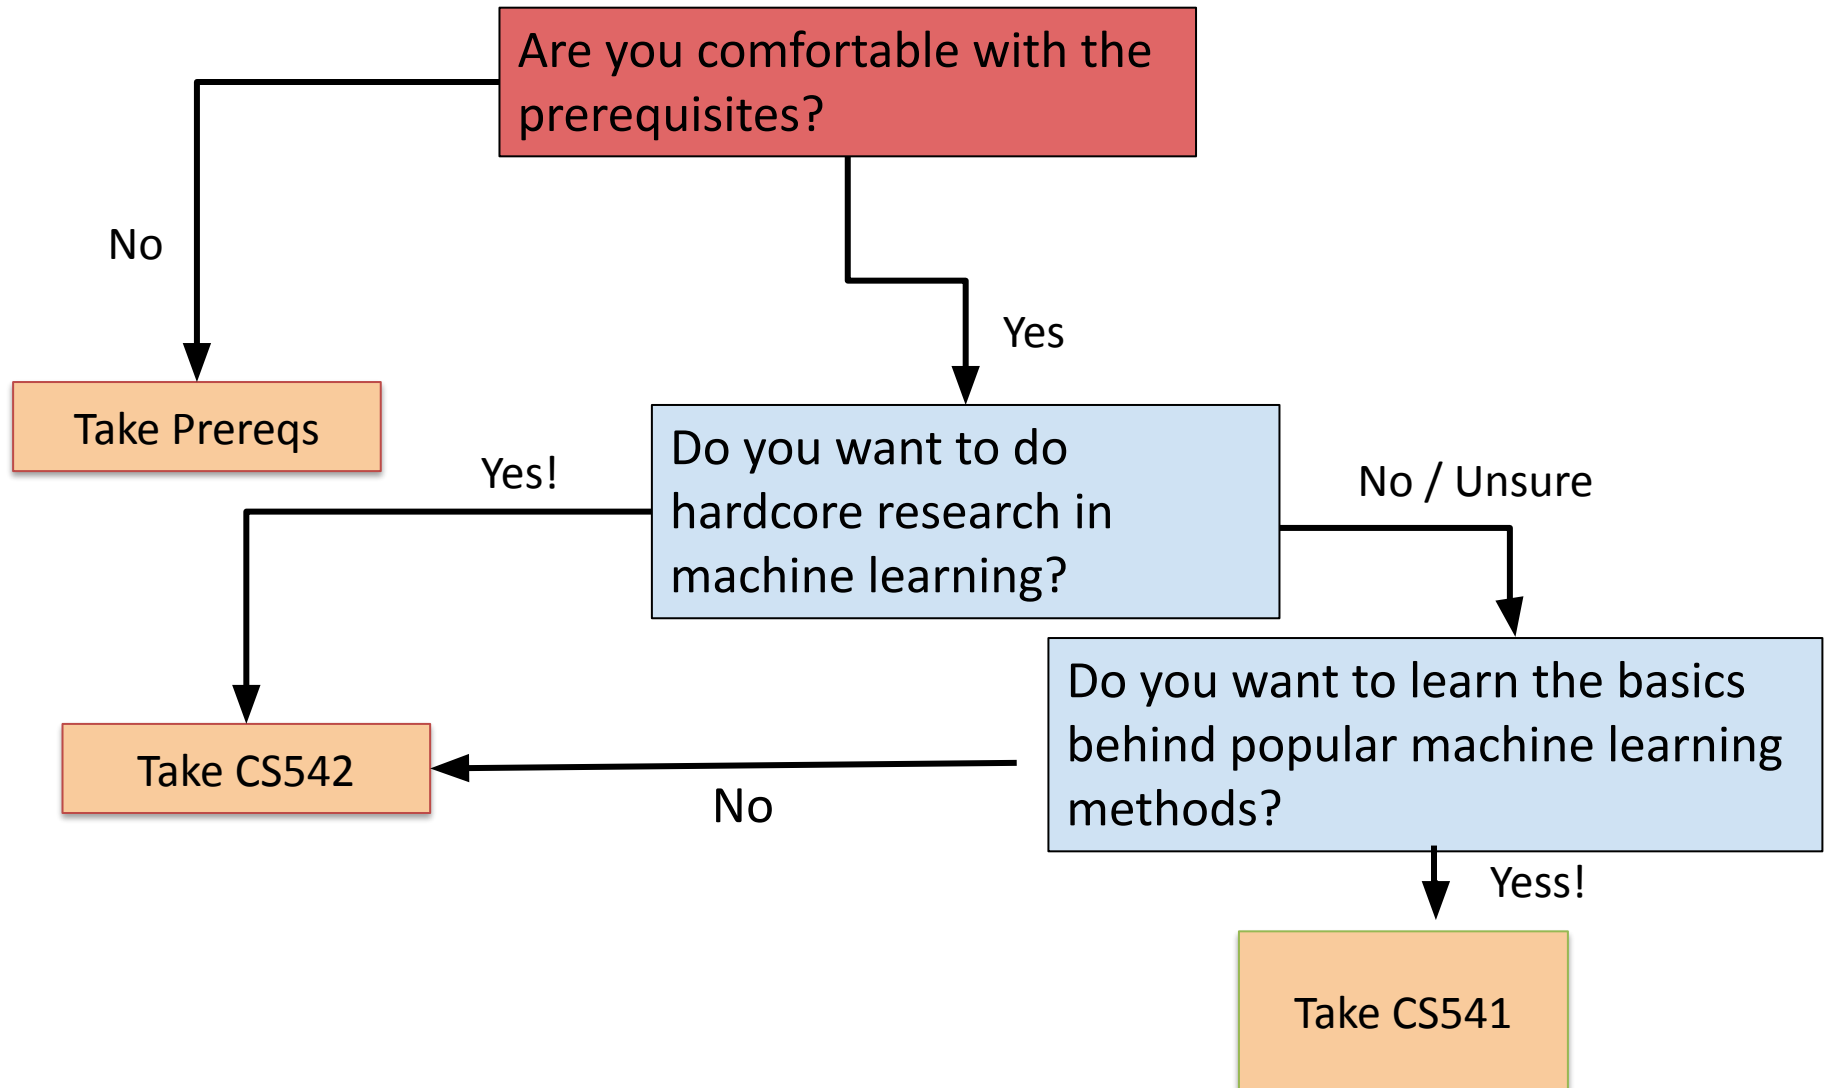 Are you comfortable with the
prerequisites?
No
Yes
Take Prereqs
Do you want to do
hardcore research in
machine learning?
Yes!
No / Unsure
Do you want to learn the basics
behind popular machine learning
methods?
Take CS542
No
Yess!
Take CS541